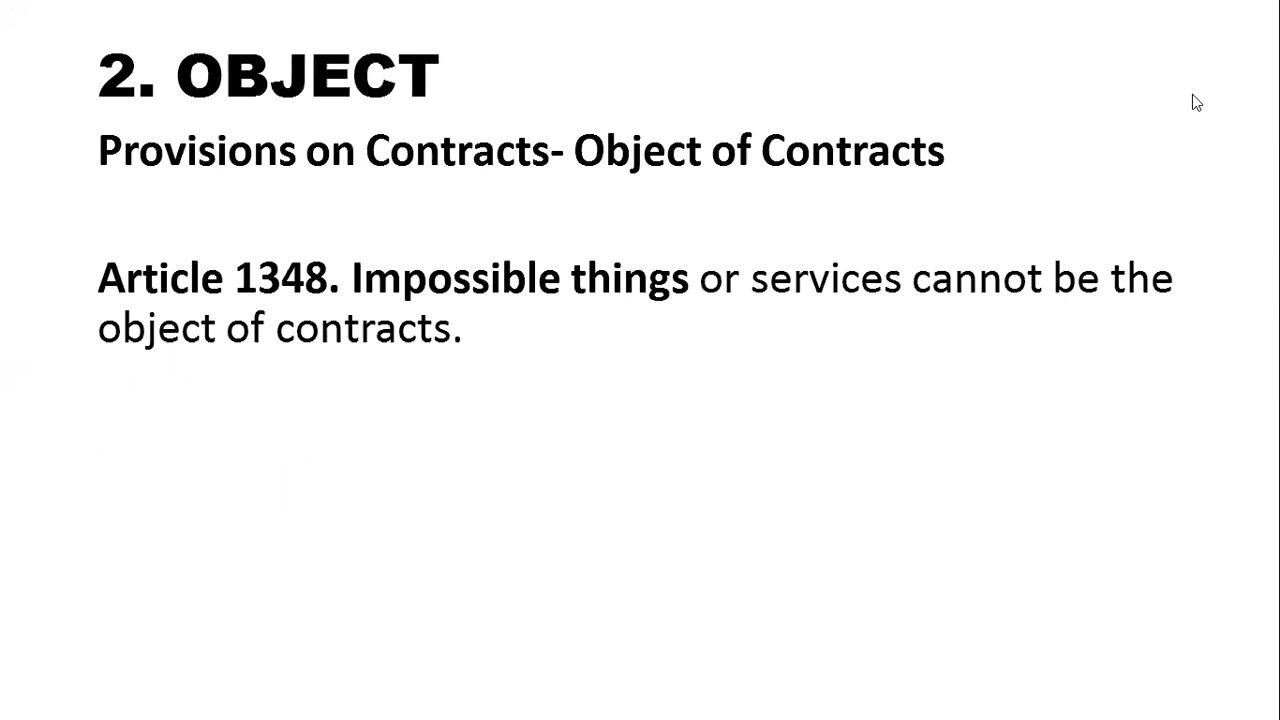 2. OBJECT
Provisions on Contracts- Object of Contracts
Article 1348. Impossible things or services cannot be the
object of contracts.